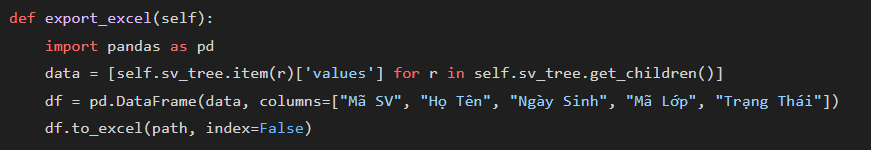 def export_excel(self):
    import pandas as pd
    data = [self.sv_tree.item(r)['values'] for r in self.sv_tree.get_children()]
    df = pd.DataFrame(data, columns=["Mã SV", "Họ Tên", "Ngày Sinh", "Mã Lớp", "Trạng Thái"])
    df.to_excel(path, index=False)